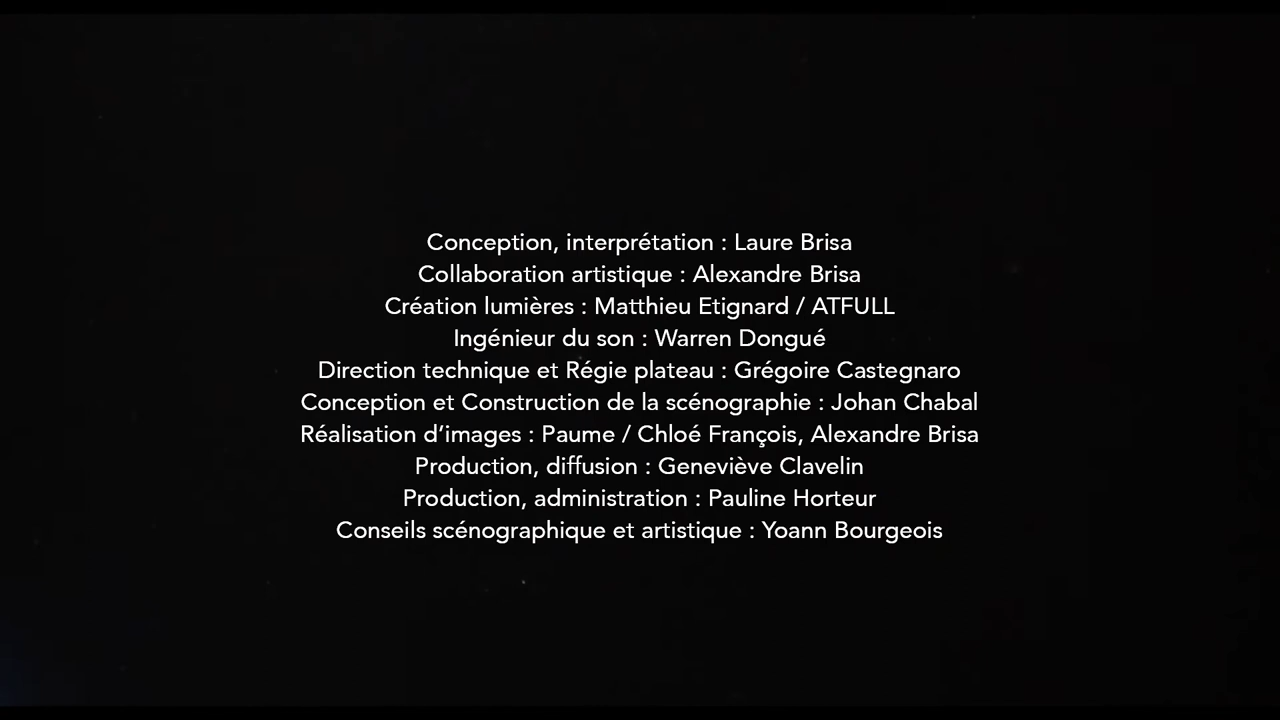 Conception, interprétation : Laure Brisa
Collaboration artistique : Alexandre Brisa
Création lumières : Matthieu Etignard / ATFULL
Ingénieur du son : Warren Dongué
Direction technique et Régie plateau : Grégoire Castegnaro
Conception et Construction de la scénographie : Johan Chabal
Réalisation d’images : Paume / Chloé François, Alexandre Brisa
Production, diffusion : Geneviève Clavelin
Production, administration : Pauline Horteur
Conseils scénographique et artistique : Yoann Bourgeois